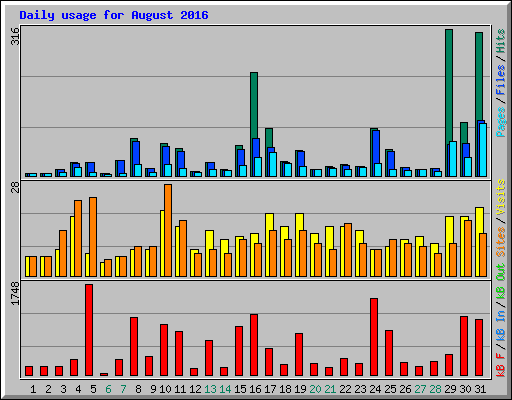 Daily usage for August 2016
316
Pages / Files / Hits
28
Sites / Visits
1748
kB F / kB In / kB Out
1 2 3 4 5 6 7 8 9 10 11 12 13 14 15 16 17 18 19 20 21 22 23 24 25 26 27 28 29 30 31